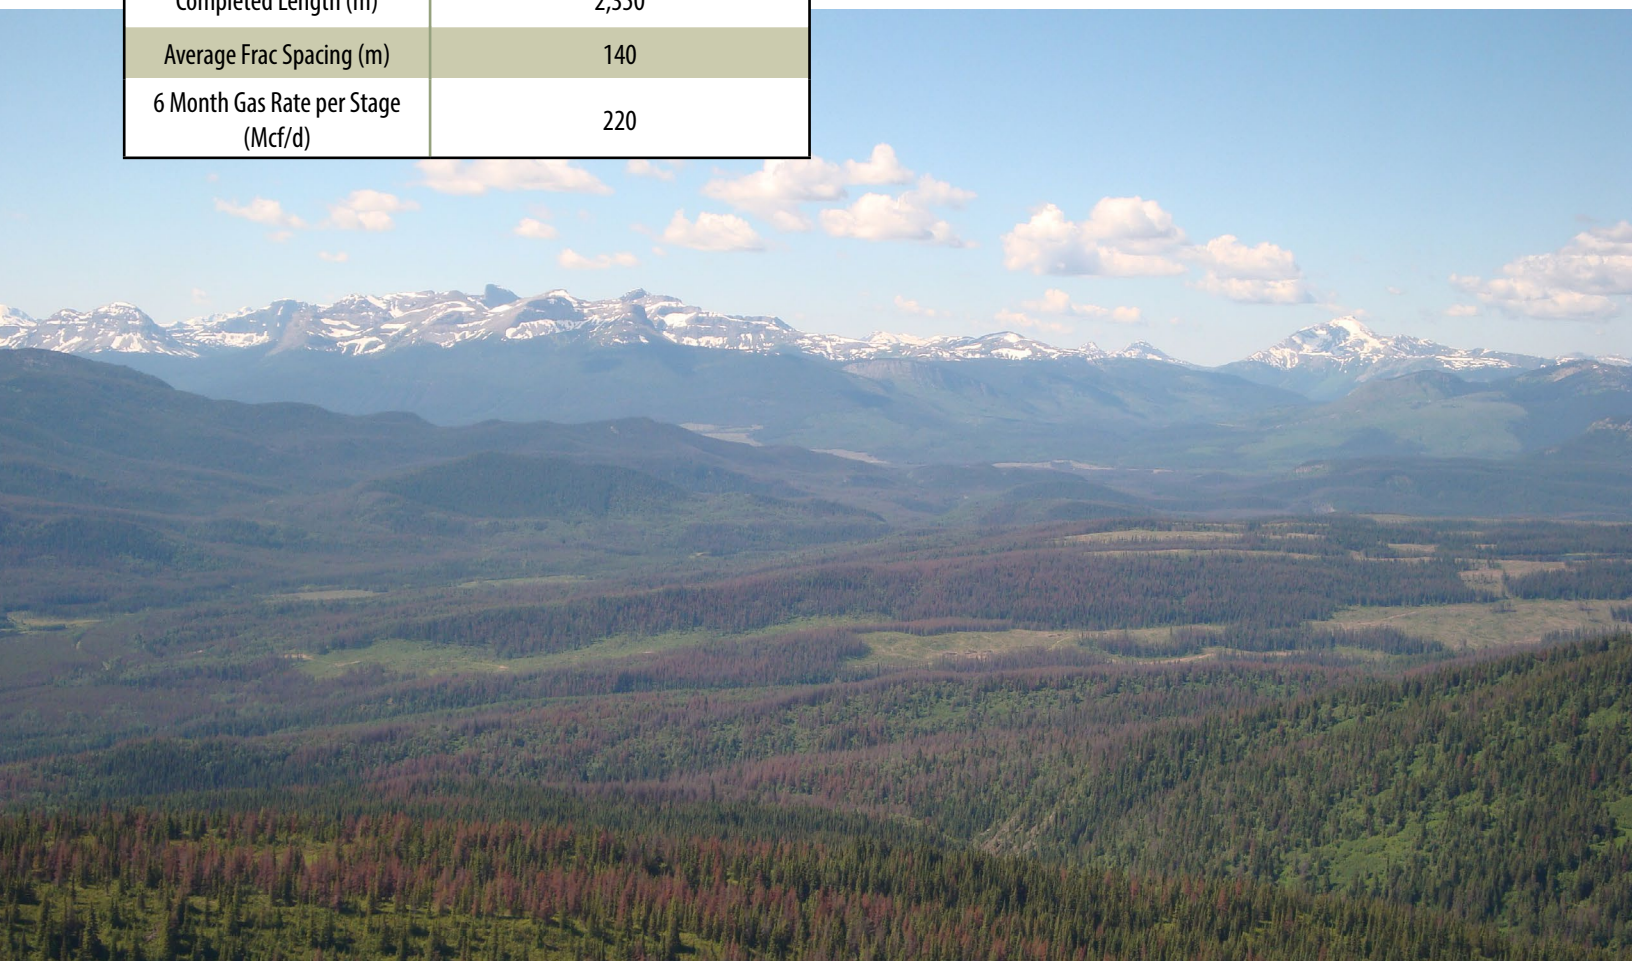 Completed Length (m)
Average Frac Spacing (m) 140
6 Month Gas Rate per Stage
(Mcf/d) 220